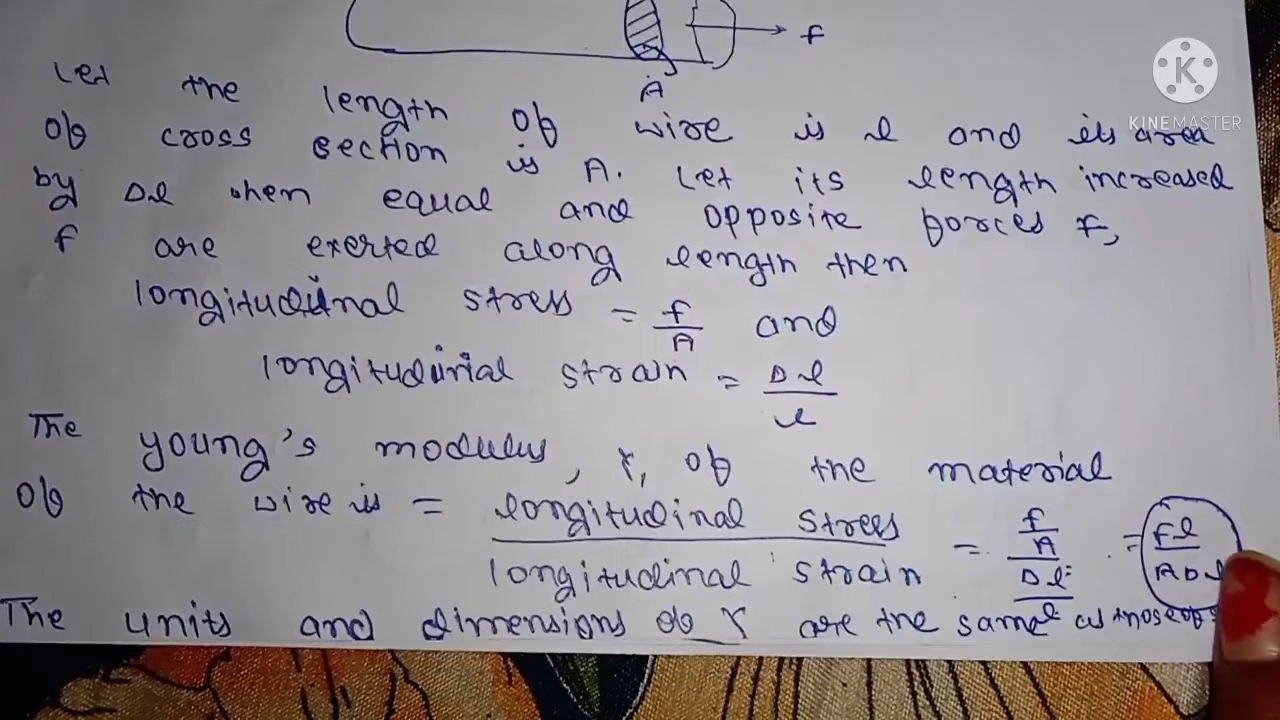 F
A
K
KINEMASTER
Let the length of wire is l and its area
of cross section is A. Let its length increased
by Δl when equal and opposite forces F,
F are exerted along length then
longitudinal stress = F/A and
longitudinal strain = Δl/l
The young's modulus, Y, of the material
of the wire is = longitudinal stress / longitudinal strain = F/A / Δl/l = Fl/AΔl
The units and dimensions of Y are the same as those of